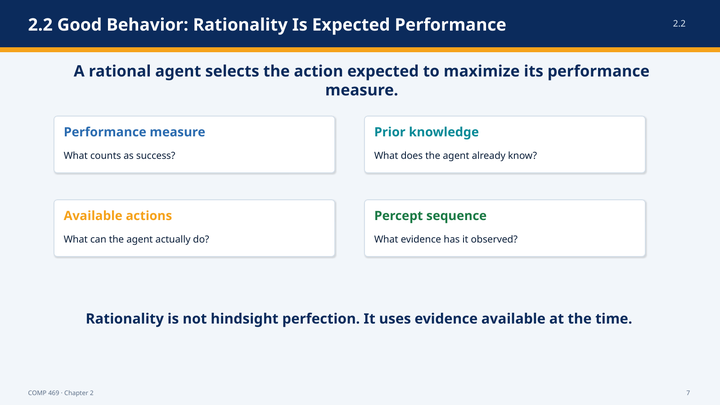 2.2 Good Behavior: Rationality Is Expected Performance
2.2
A rational agent selects the action expected to maximize its performance
measure.
Performance measure
What counts as success?
Prior knowledge
What does the agent already know?
Available actions
What can the agent actually do?
Percept sequence
What evidence has it observed?
Rationality is not hindsight perfection. It uses evidence available at the time.
COMP 469 · Chapter 2
7